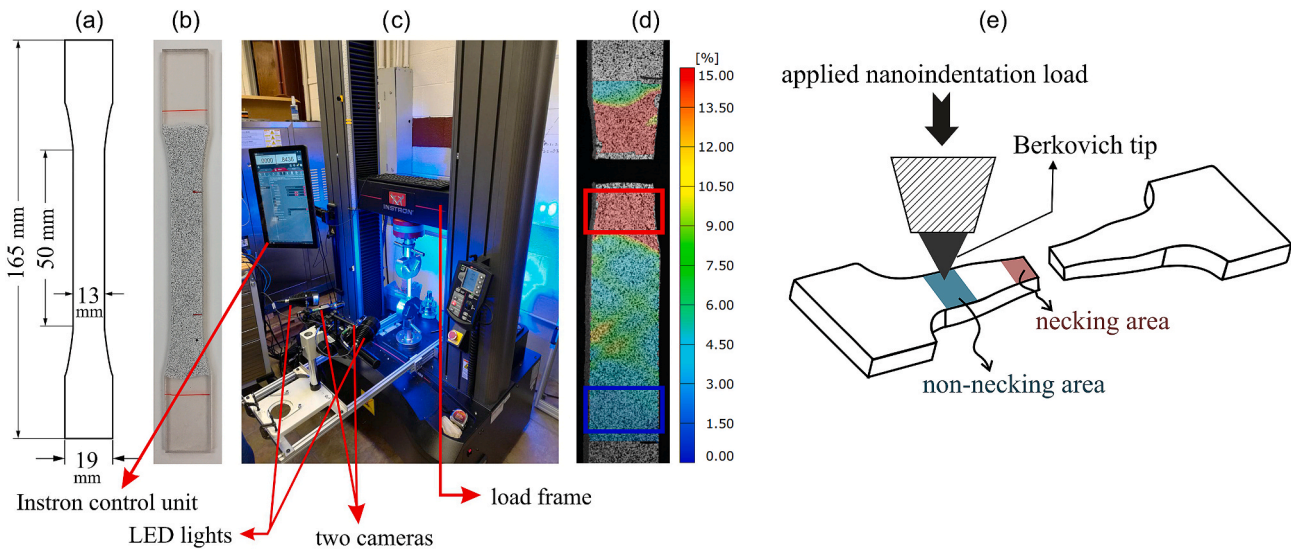 (a)
(b)
(c)
(d)
(e)
165 mm
50 mm
13
mm
19
mm
INSTRON
[%]
15.00
13.50
12.00
10.50
9.00
7.50
6.00
4.50
3.00
1.50
0.00
applied nanoindentation load
Berkovich tip
necking area
non-necking area
Instron control unit
LED lights
two cameras
load frame